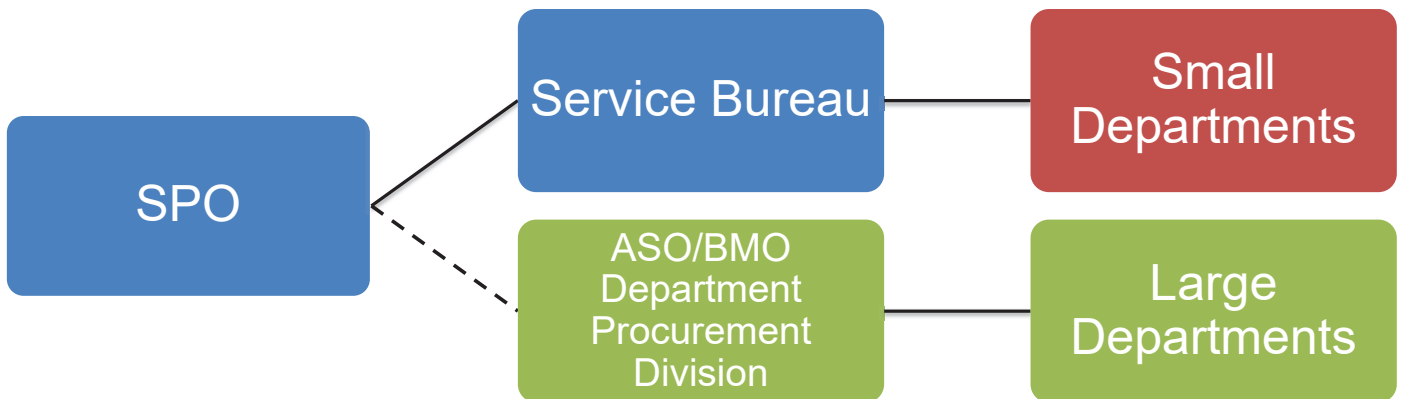 SPO
Service Bureau
Small
Departments
ASO/BMO
Department
Procurement
Division
Large
Departments